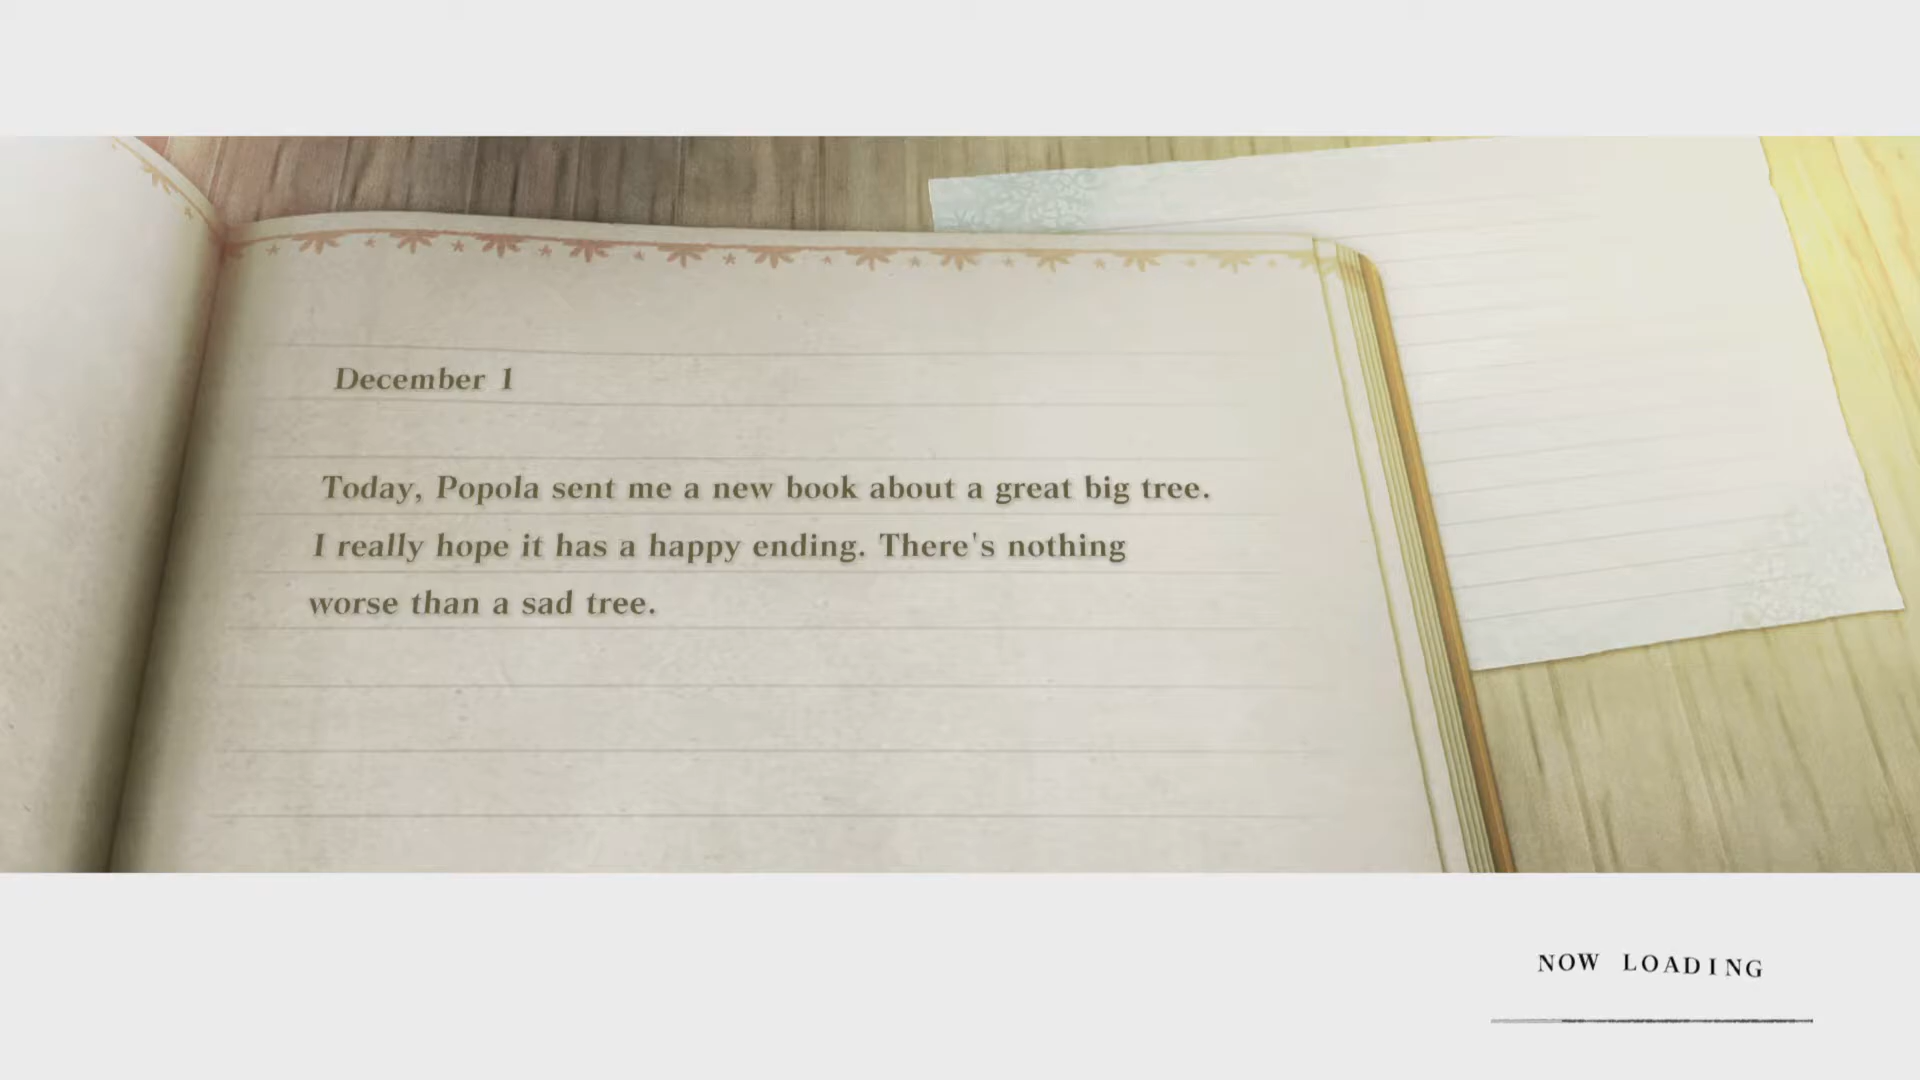 December 1
Today, Popola sent me a new book about a great big tree.
I really hope it has a happy ending. There's nothing
worse than a sad tree.
NOW LOADING